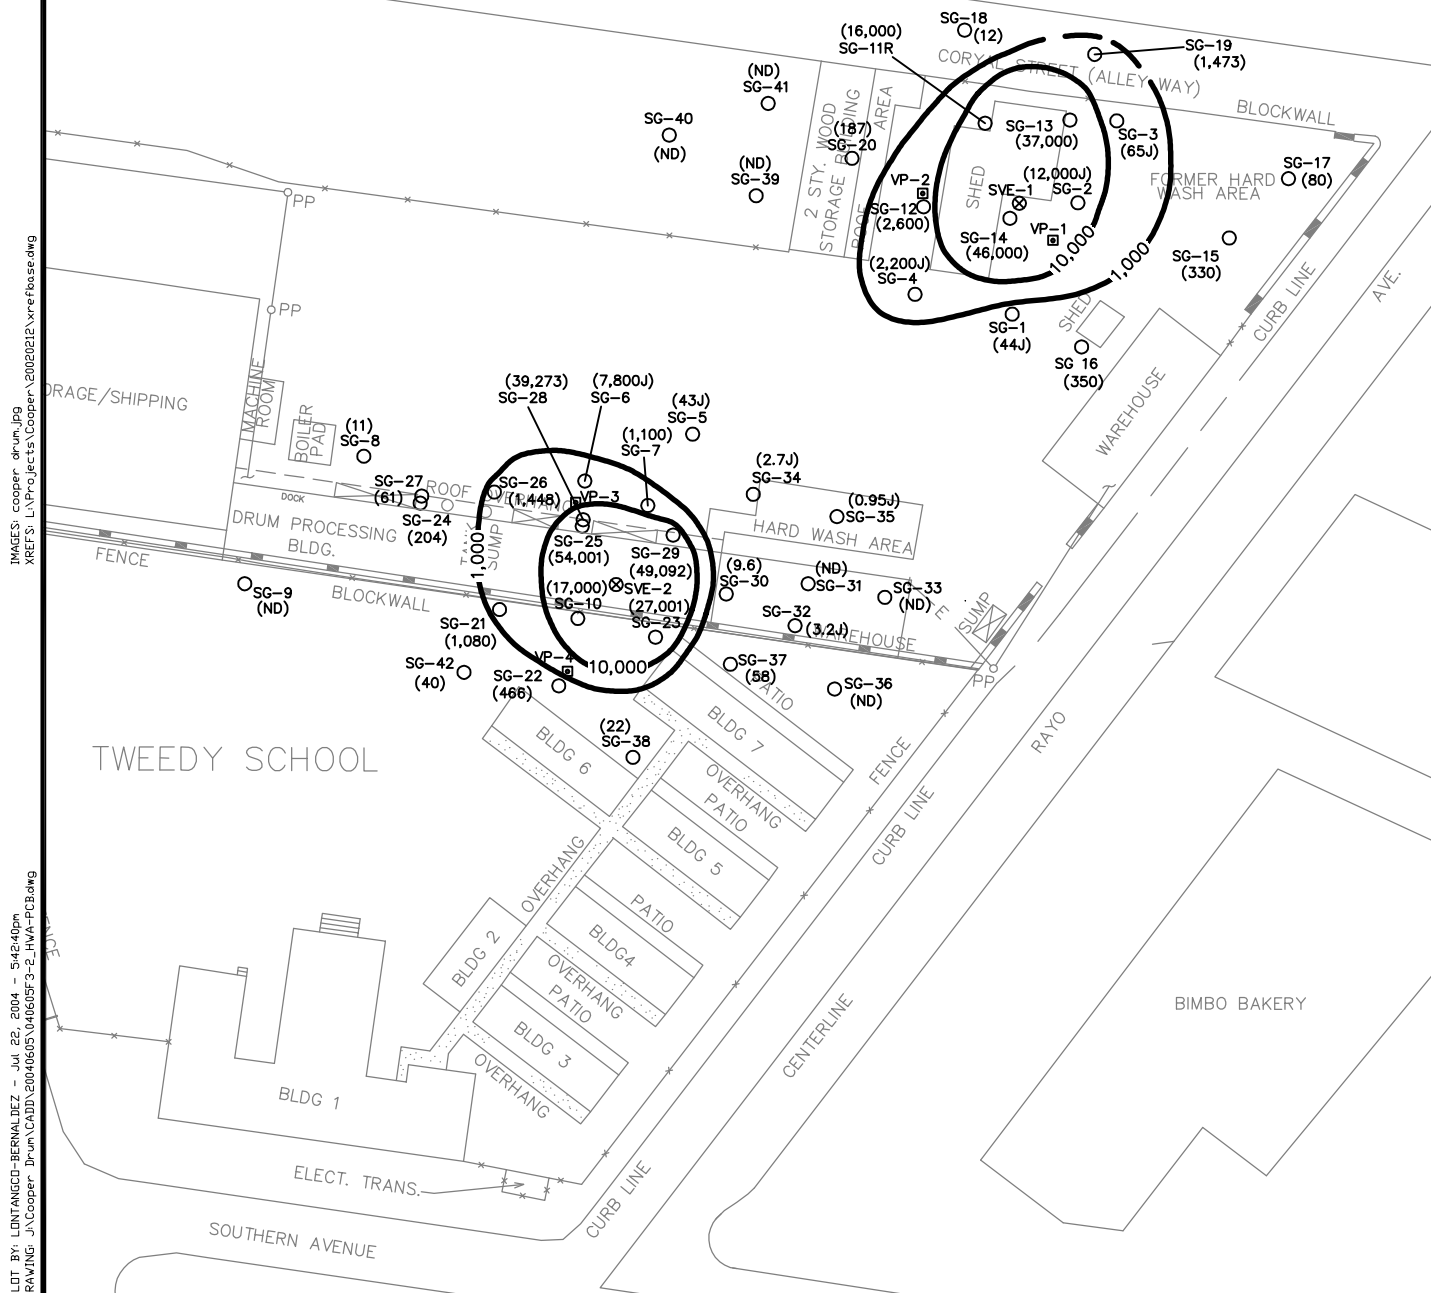 SG-18
(12)
(16,000)
SG-11R
SG-19
(1,473)
CORYAL STREET (ALLEY WAY)
BLOCKWALL
(ND)
SG-41
SG-40
(ND)
(ND)
SG-39
2 STY. WOOD
STORAGE BUILDING
ROOF AREA
(187)
SG-20
SG-13
(37,000)
SG-3
(65J)
SG-17
(80)
FORMER HARD
WASH AREA
VP-2
SG-12
(2,600)
SHED
(12,000J)
SVE-1
SG-2
SG-14
(46,000)
VP-1
10,000
1,000
SG-15
(330)
(2,200J)
SG-4
SG-1
(44J)
SHED
SG 16
(350)
CURB LINE
AVE.
WAREHOUSE
PP
PP
ORAGE/SHIPPING
MACHINE
ROOM
BOILER
PAD
(11)
SG-8
(39,273)
SG-28
(7,800J)
SG-6
(43J)
SG-5
(1,100)
SG-7
(2.7J)
SG-34
(0.95J)
SG-35
HARD WASH AREA
SG-27
(61)
SG-24
(204)
ROOF OVERHANG
SG-26
(1,448)
VP-3
DOCK
DRUM PROCESSING
BLDG.
SUMP
1,000
SG-25
(54,001)
SG-29
(49,092)
(17,000)
SVE-2
SG-10
(27,001)
SG-23
(9.6)
SG-30
(ND)
SG-31
SG-33
(ND)
SG-32
(3.2J)
WAREHOUSE
SUMP
FENCE
BLOCKWALL
SG-9
(ND)
SG-21
(1,080)
SG-42
(40)
VP-4
SG-22
(466)
10,000
SG-37
(58)
PATIO
SG-36
(ND)
PP
(22)
SG-38
BLDG 6
BLDG 7
TWEEDY SCHOOL
OVERHANG
PATIO
BLDG 5
FENCE
CURB LINE
RAYO
OVERHANG
PATIO
BLDG4
BLDG 2
OVERHANG
PATIO
BLDG 3
OVERHANG
CENTERLINE
BIMBO BAKERY
BLDG 1
ELECT. TRANS.
CURB LINE
SOUTHERN AVENUE
ENCE
IMAGES: cooper drum.jpg
XREFS: L:\Projects\Cooper\20020212\xrefbase.dwg
LOT BY: LONTANGCO-BERNALDEZ - Jul 22, 2004 - 5:42:40pm
RAWING: J:\Cooper Drum\CADD\20040605\040605F3-2_HWA-PCB.dwg